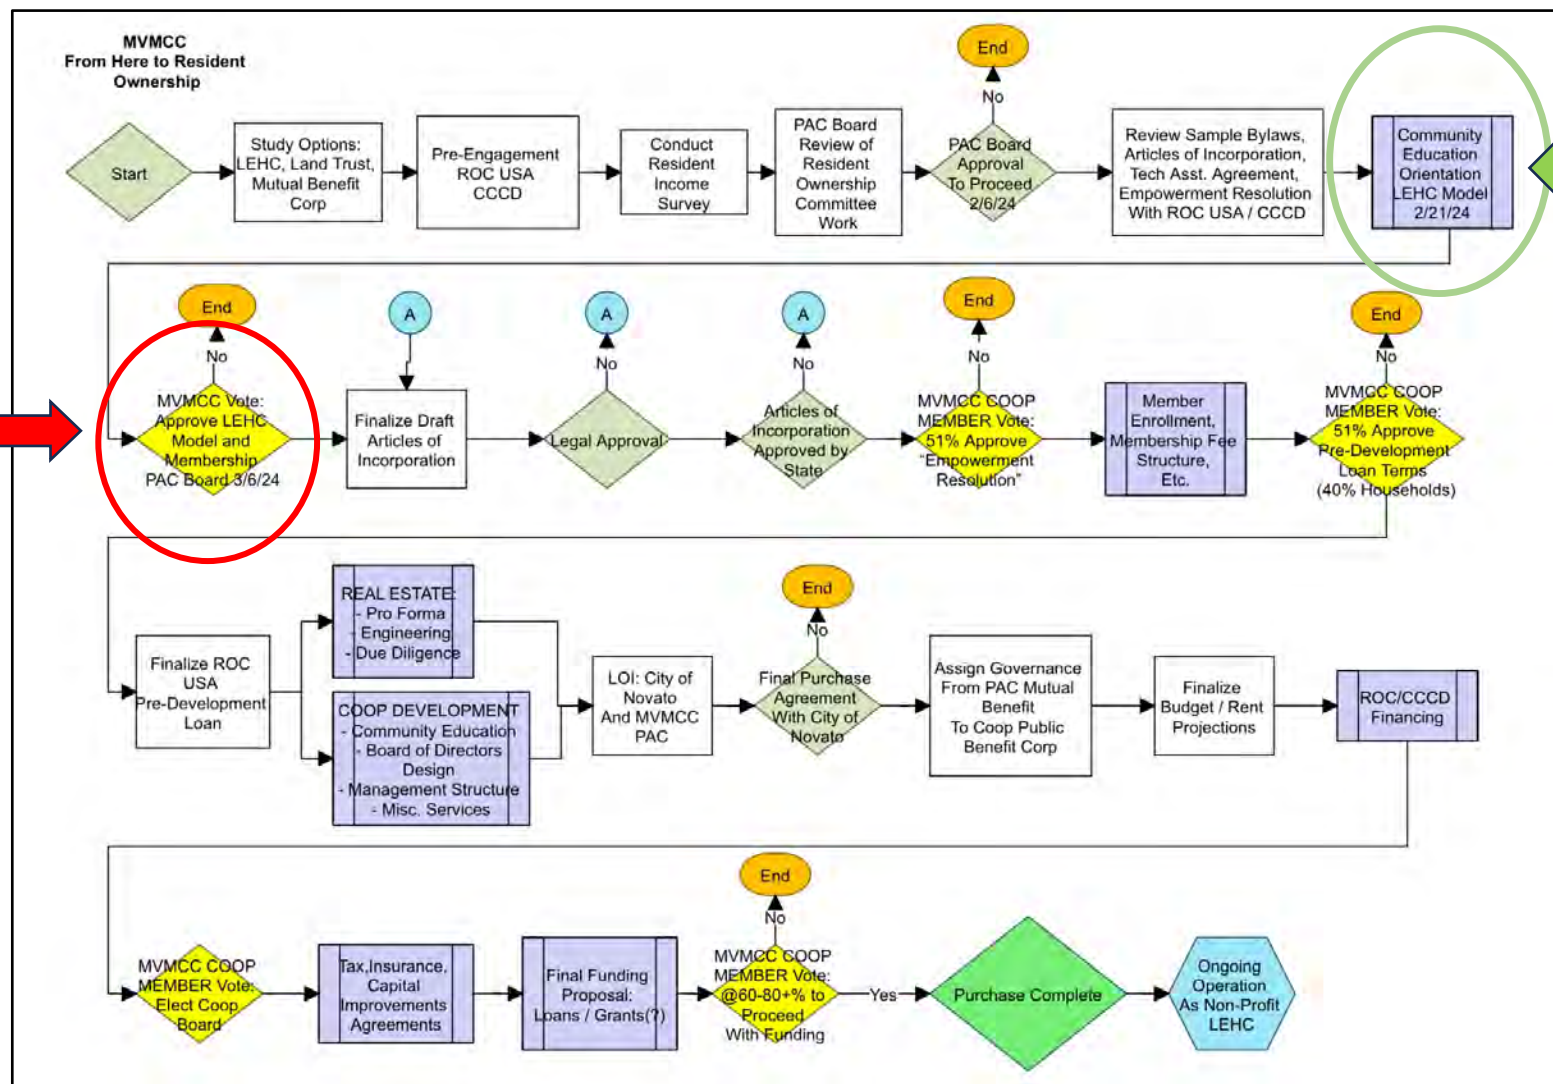 MVMCC
From Here to Resident
Ownership
Start
Study Options:
LEHC, Land Trust,
Mutual Benefit
Corp
Pre-Engagement
ROC USA
CCCD
Conduct
Resident
Income
Survey
PAC Board
Review of
Resident
Ownership
Committee
Work
End
No
PAC Board
Approval
To Proceed
2/6/24
Review Sample Bylaws,
Articles of Incorporation,
Tech Asst. Agreement,
Empowerment Resolution
With ROC USA / CCCD
Community
Education
Orientation
LEHC Model
2/21/24
End
No
MVMCC Vote:
Approve LEHC
Model and
Membership
PAC Board 3/6/24
A
Finalize Draft
Articles of
Incorporation
A
No
Legal Approval
A
No
Articles of
Incorporation
Approved by
State
End
No
MVMCC COOP
MEMBER Vote:
51% Approve
"Empowerment
Resolution"
Member
Enrollment,
Membership Fee
Structure,
Etc.
End
No
MVMCC COOP
MEMBER Vote:
51% Approve
Pre-Development
Loan Terms
(40% Households)
Finalize ROC
USA
Pre-Development
Loan
REAL ESTATE:
- Pro Forma
- Engineering
- Due Diligence
COOP DEVELOPMENT
- Community Education
- Board of Directors
Design
- Management Structure
- Misc. Services
LOI: City of
Novato
And MVMCC
PAC
End
No
Final Purchase
Agreement
With City of
Novato
Assign Governance
From PAC Mutual
Benefit
To Coop Public
Benefit Corp
Finalize
Budget / Rent
Projections
ROC/CCCD
Financing
MVMCC COOP
MEMBER Vote:
Elect Coop
Board
Tax,Insurance,
Capital
Improvements
Agreements
Final Funding
Proposal:
Loans / Grants(?)
End
No
MVMCC COOP
MEMBER Vote:
@60-80+% to
Proceed
With Funding
Yes
Purchase Complete
Ongoing
Operation
As Non-Profit
LEHC